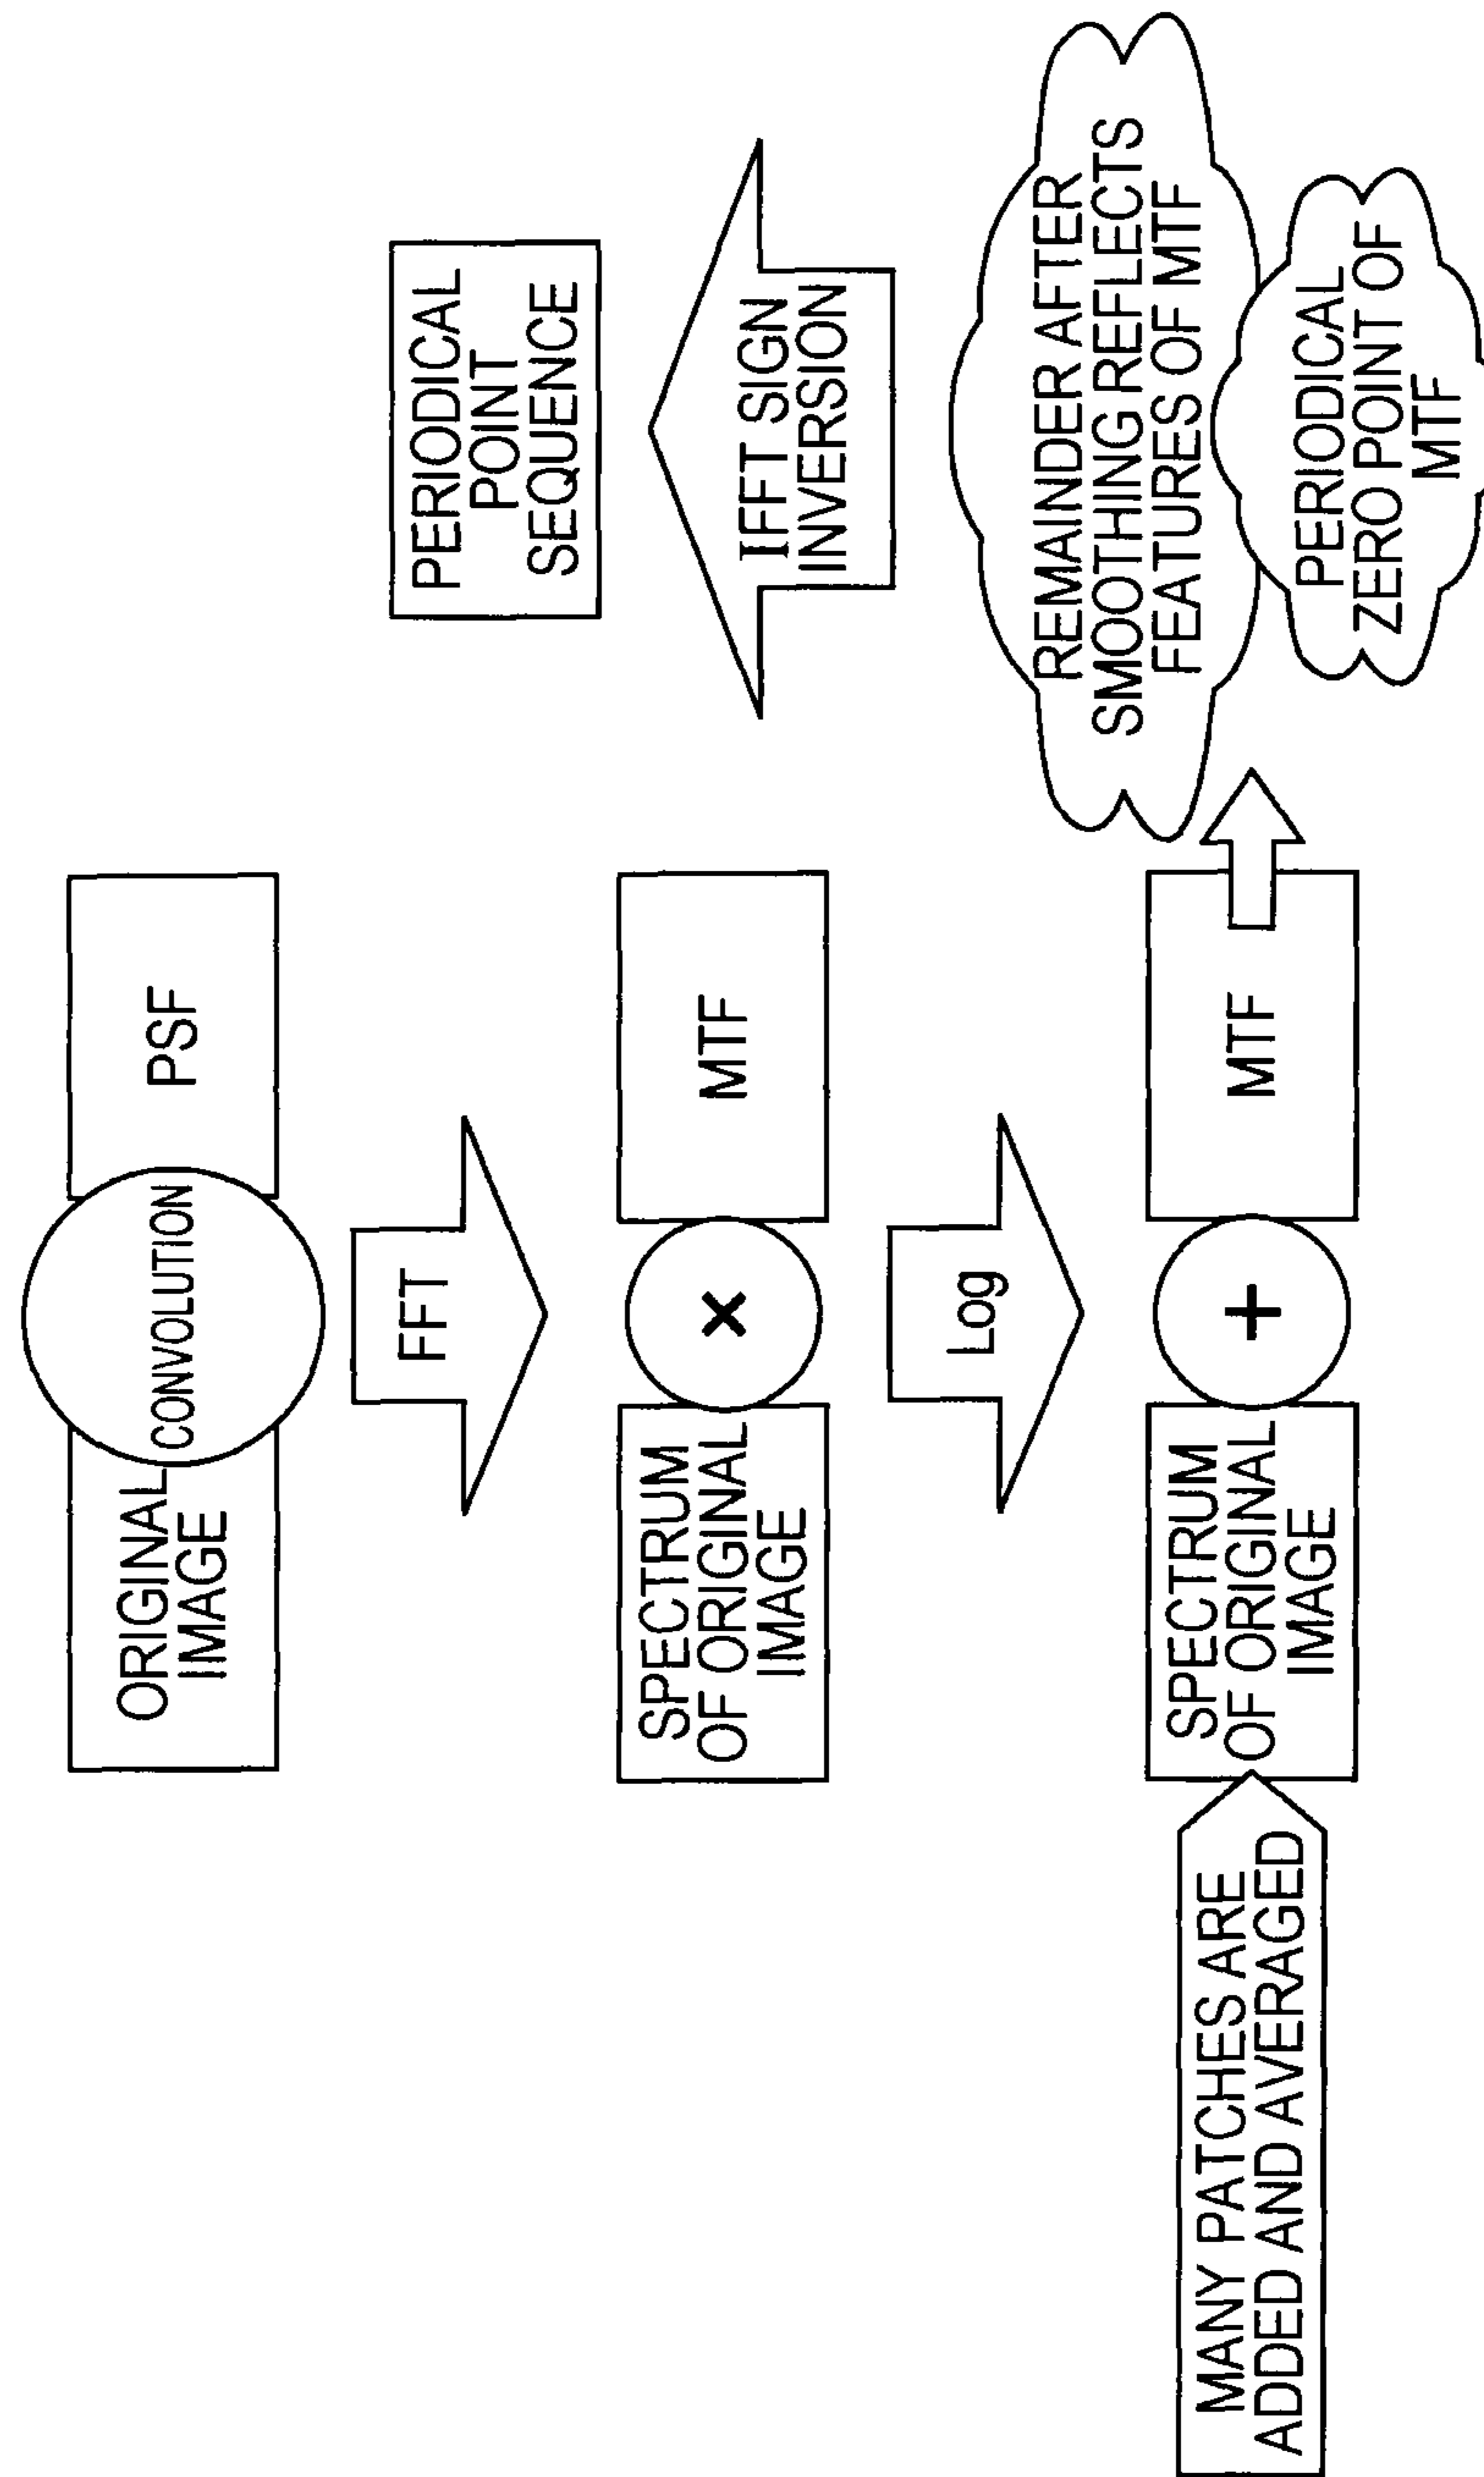 ORIGINAL
IMAGE
CONVOLUTION
PSF
FFT
SPECTRUM
OF ORIGINAL
IMAGE
×
MTF
Log
MANY PATCHES ARE
ADDED AND AVERAGED
SPECTRUM
OF ORIGINAL
IMAGE
+
MTF
REMAINDER AFTER
SMOOTHING REFLECTS
FEATURES OF MTF
PERIODICAL
ZERO POINT OF
MTF
IFFT SIGN
INVERSION
PERIODICAL
POINT
SEQUENCE